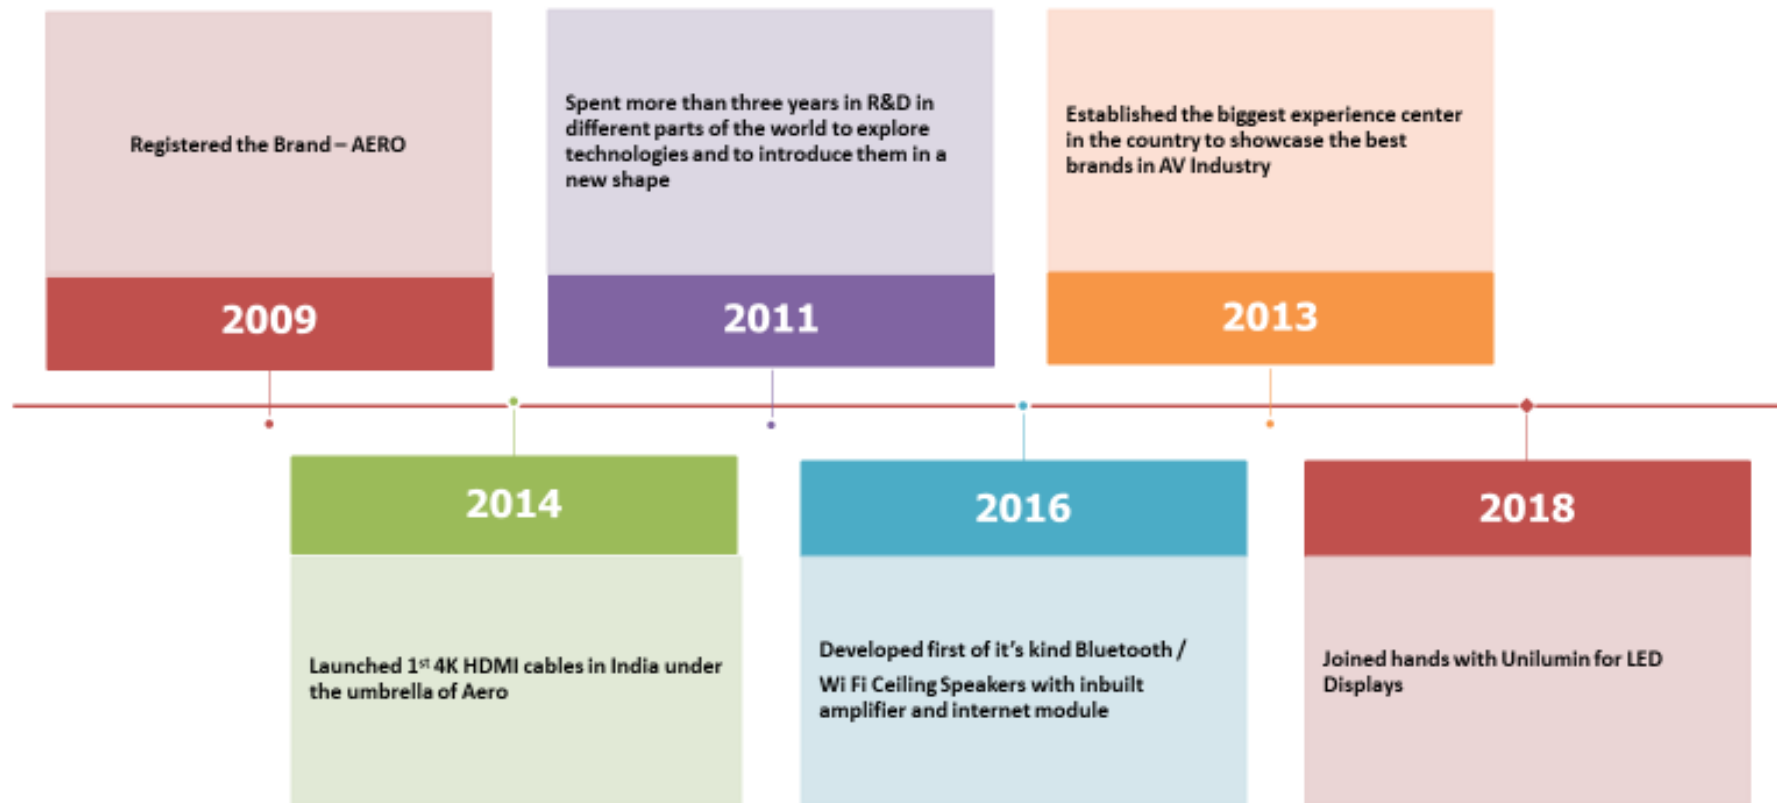 Registered the Brand – AERO
2009
Spent more than three years in R&D in
different parts of the world to explore
technologies and to introduce them in a
new shape
2011
Established the biggest experience center
in the country to showcase the best
brands in AV Industry
2013
2014
Launched 1st 4K HDMI cables in India under
the umbrella of Aero
2016
Developed first of it’s kind Bluetooth /
Wi Fi Ceiling Speakers with inbuilt
amplifier and internet module
2018
Joined hands with Unilumin for LED
Displays